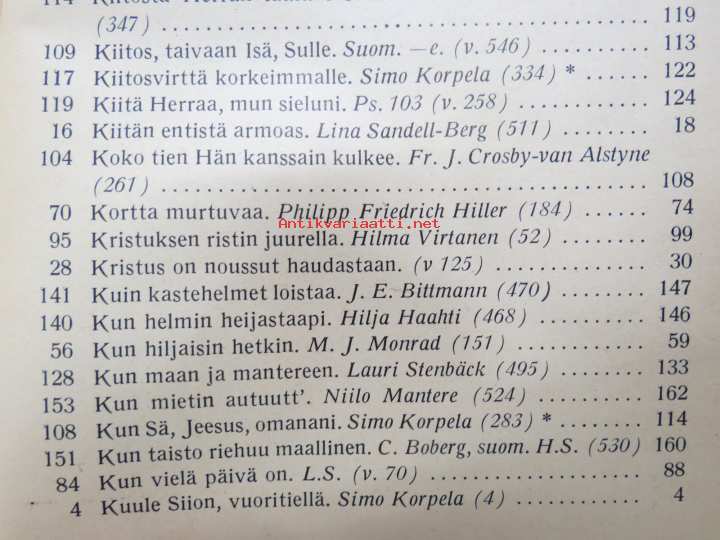 (347) ........ 119
109 Kiitos, taivaan Isä, Sulle. Suom. —e. (v. 546) ........ 113
117 Kiitosvirttä korkeimmalle. Simo Korpela (334) * ...... 122
119 Kiitä Herraa, mun sieluni. Ps. 103 (v. 258) ........ 124
16 Kiitän entistä armoas. Lina Sandell-Berg (511) ........ 18
104 Koko tien Hän kanssain kulkee. Fr. J. Crosby-van Alstyne
(261) ........ 108
70 Kortta murtuvaa. Philipp Friedrich Hiller (184) ...... 74
Antikvariaatti.net
95 Kristuksen ristin juurella. Hilma Virtanen (52) ........ 99
28 Kristus on noussut haudastaan. (v 125) ........ 30
141 Kuin kastehelmet loistaa. J. E. Bittmann (470) ........ 147
140 Kun helmin heijastaapi. Hilja Haahti (468) ........ 146
56 Kun hiljaisin hetkin. M. J. Monrad (151) ........ 59
128 Kun maan ja mantereen. Lauri Stenbäck (495) ........ 133
153 Kun mietin autuutt'. Niilo Mantere (524) ........ 162
108 Kun Sä, Jeesus, omanani. Simo Korpela (283) * ........ 114
151 Kun taisto riehuu maallinen. C. Boberg, suom. H.S. (530) 160
84 Kun vielä päivä on. L.S. (v. 70) ........ 88
4 Kuule Siion, vuoritiellä. Simo Korpela (4) ........ 4